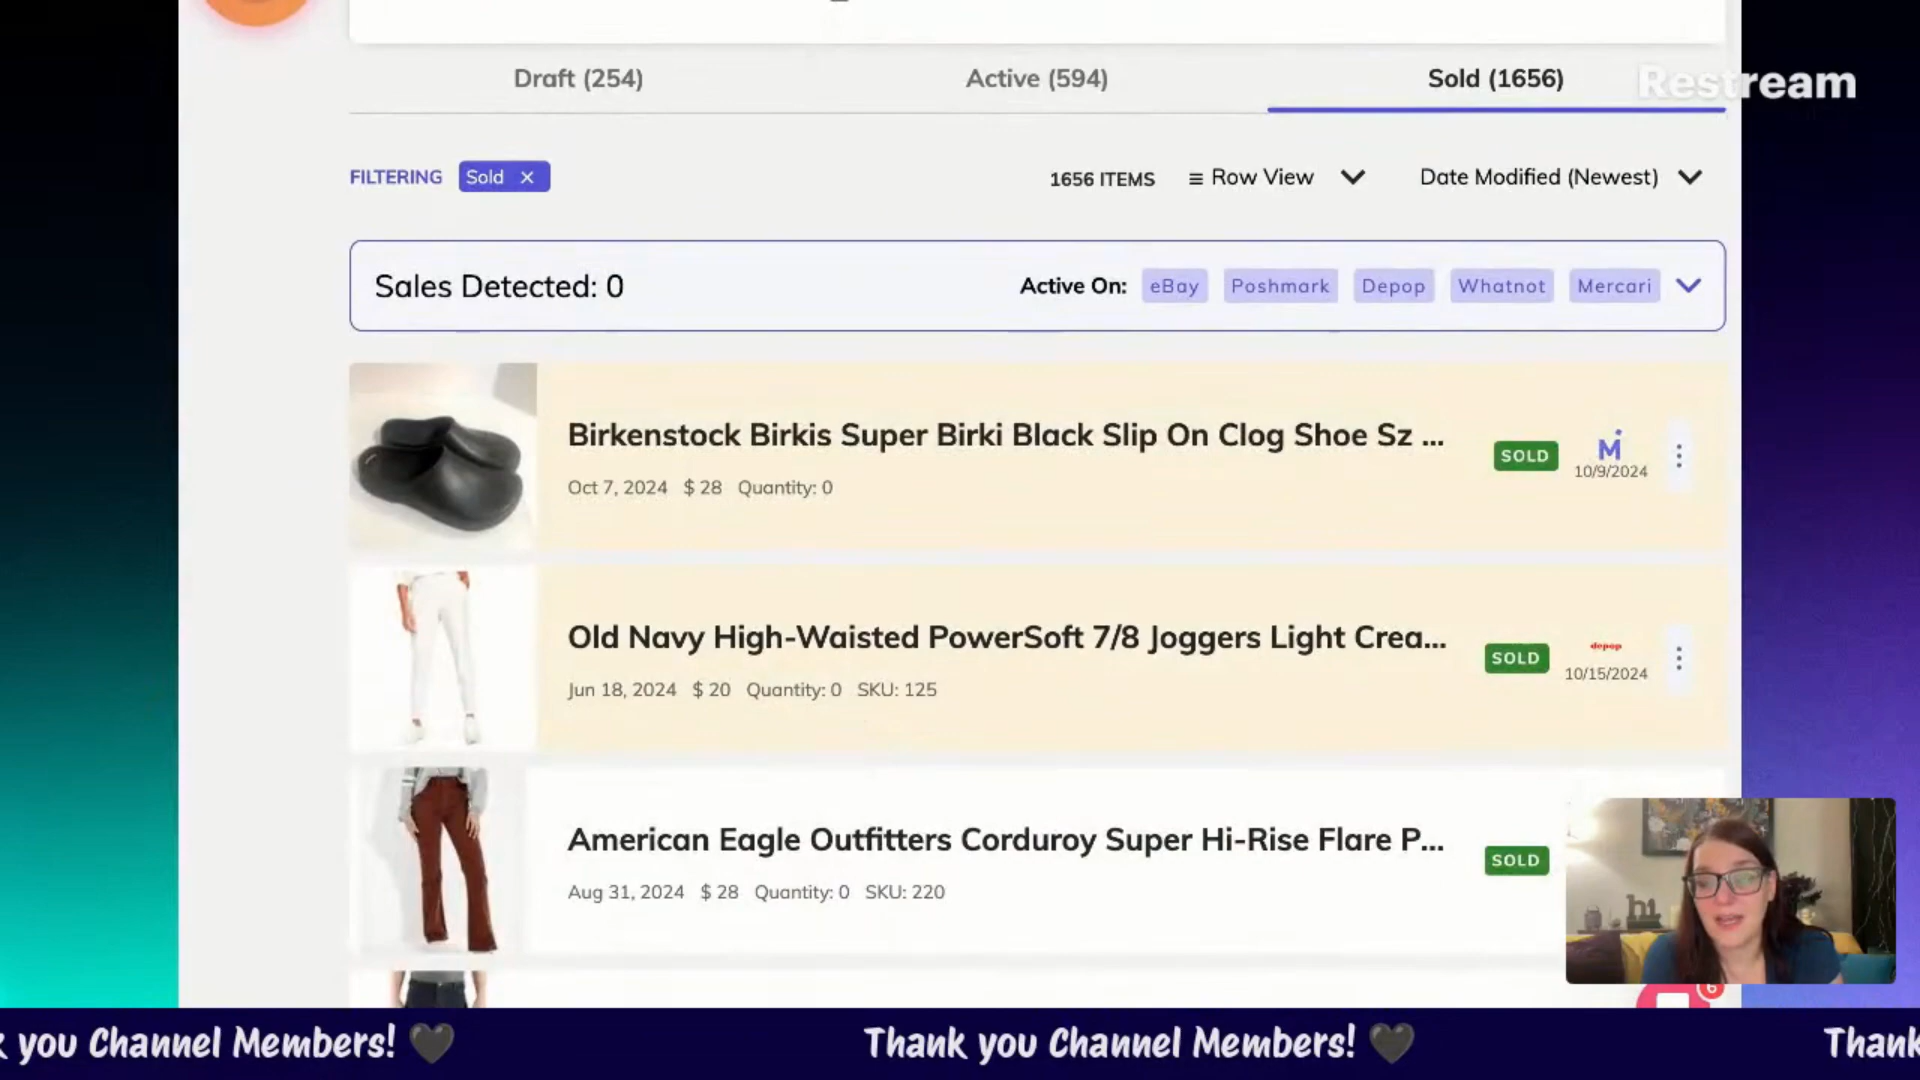 Draft (254)
Active (594)
Sold (1656)
Restream
FILTERING
Sold ×
1656 ITEMS
Row View
Date Modified (Newest)
Sales Detected: 0
Active On:
eBay
Poshmark
Depop
Whatnot
Mercari
Birkenstock Birkis Super Birki Black Slip On Clog Shoe Sz ...
SOLD
M
10/9/2024
Oct 7, 2024 $ 28 Quantity: 0
Old Navy High-Waisted PowerSoft 7/8 Joggers Light Crea...
SOLD
depop
10/15/2024
Jun 18, 2024 $ 20 Quantity: 0 SKU: 125
American Eagle Outfitters Corduroy Super Hi-Rise Flare P...
SOLD
Aug 31, 2024 $ 28 Quantity: 0 SKU: 220
hi
6
k you Channel Members! 🖤
Thank you Channel Members! 🖤
Thank